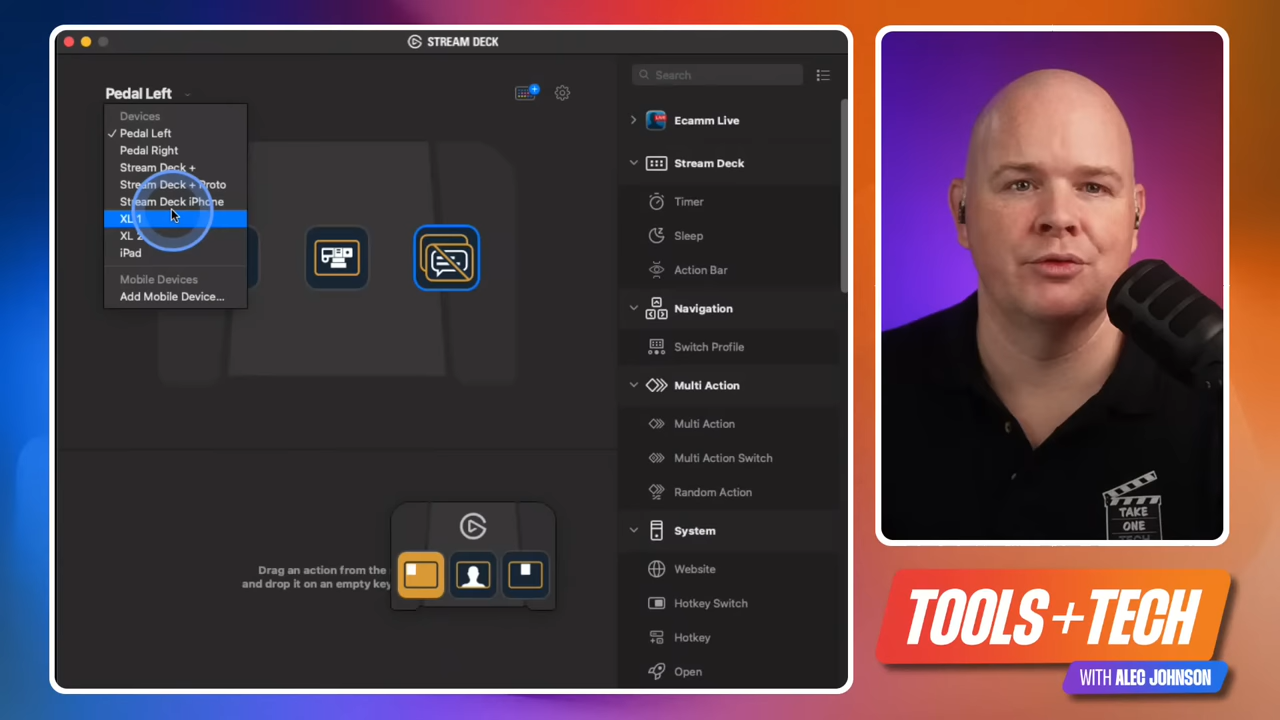 STREAM DECK
Pedal Left
Devices
✓ Pedal Left
Pedal Right
Stream Deck +
Stream Deck + Proto
Stream Deck iPhone
XL 1
XL 2
iPad
Mobile Devices
Add Mobile Device...
Drag an action from the
and drop it on an empty key
Search
Ecamm Live
Stream Deck
Timer
Sleep
Action Bar
Navigation
Switch Profile
Multi Action
Multi Action
Multi Action Switch
Random Action
System
Website
Hotkey Switch
Hotkey
Open
TAKE
ONE
TECH
TOOLS+TECH
WITH ALEC JOHNSON